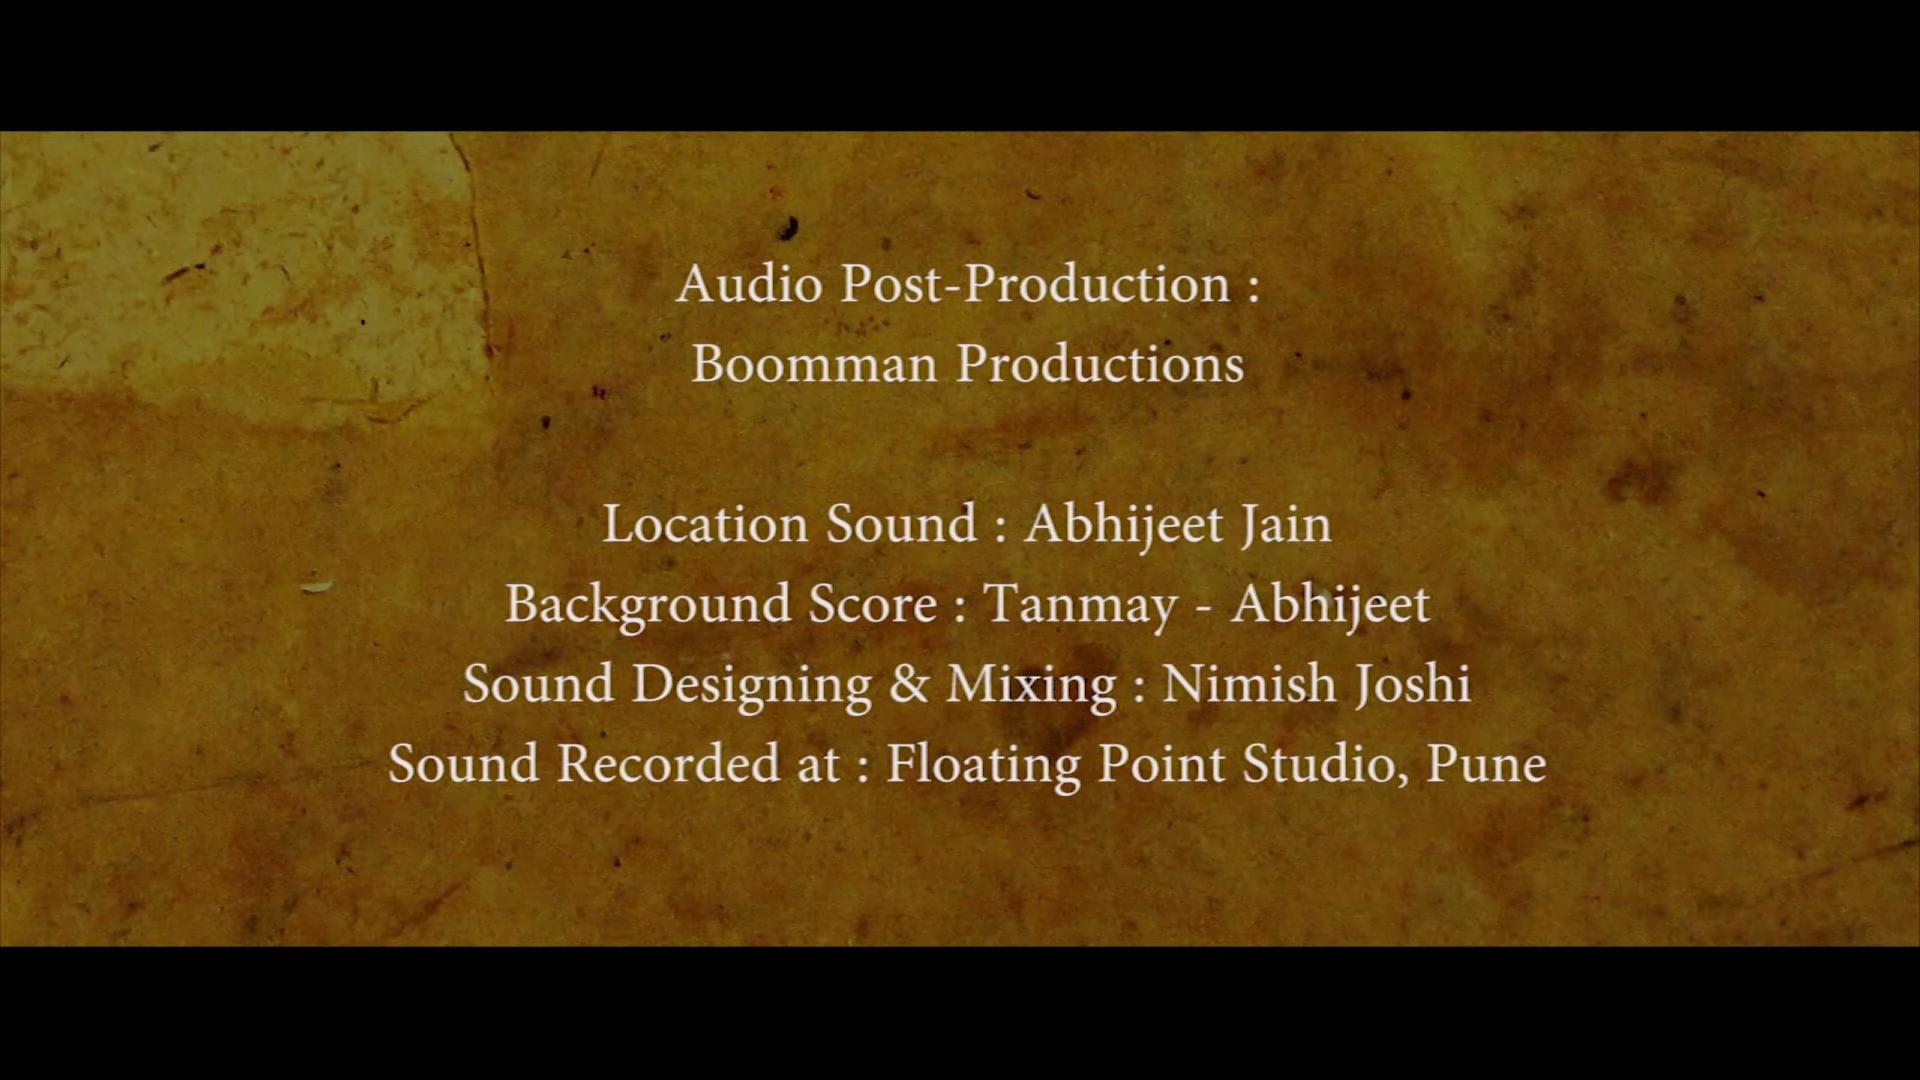 Audio Post-Production :
Boomman Productions
Location Sound : Abhijeet Jain
Background Score : Tanmay - Abhijeet
Sound Designing & Mixing : Nimish Joshi
Sound Recorded at : Floating Point Studio, Pune